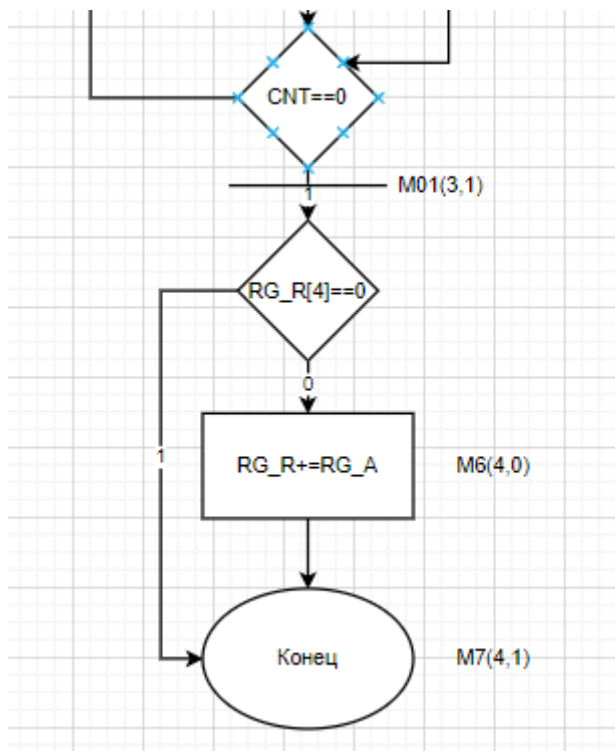 CNT==0
M01(3,1)
1
RG_R[4]==0
0
1
RG_R+=RG_A
M6(4,0)
Конец
M7(4,1)